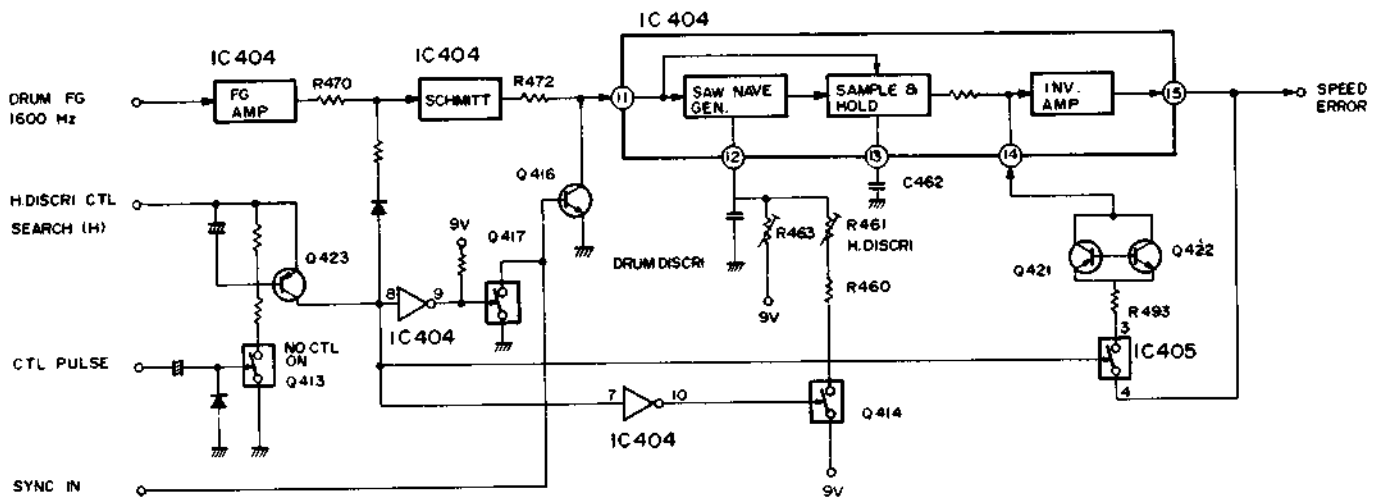 IC404
IC404
IC404
DRUM FG
1600 Hz
FG
AMP
R470
SCHMITT
R472
11
SAW NAVE
GEN.
SAMPLE &
HOLD
INV.
AMP
15
SPEED
ERROR
12
13
14
Q416
C462
H.DISCRI CTL
SEARCH (H)
Q423
9V
Q417
R463
R461
H.DISCRI
DRUM DISCRI
Q421
Q422
8
9
IC404
R460
9V
R493
3
IC405
4
CTL PULSE
NO CTL
ON
Q413
7
10
IC404
Q414
9V
SYNC IN